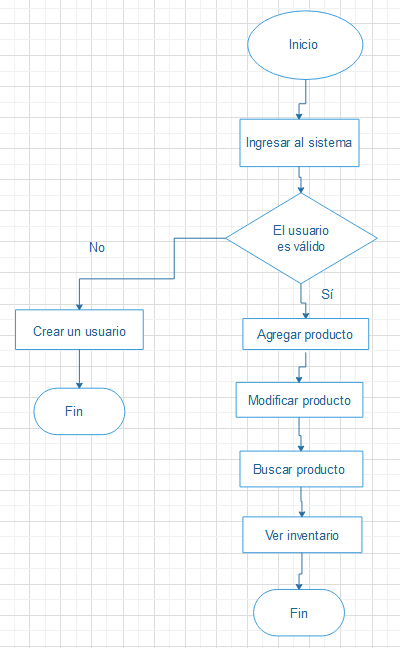 Inicio
Ingresar al sistema
El usuario
es válido
No
Sí
Crear un usuario
Agregar producto
Fin
Modificar producto
Buscar producto
Ver inventario
Fin